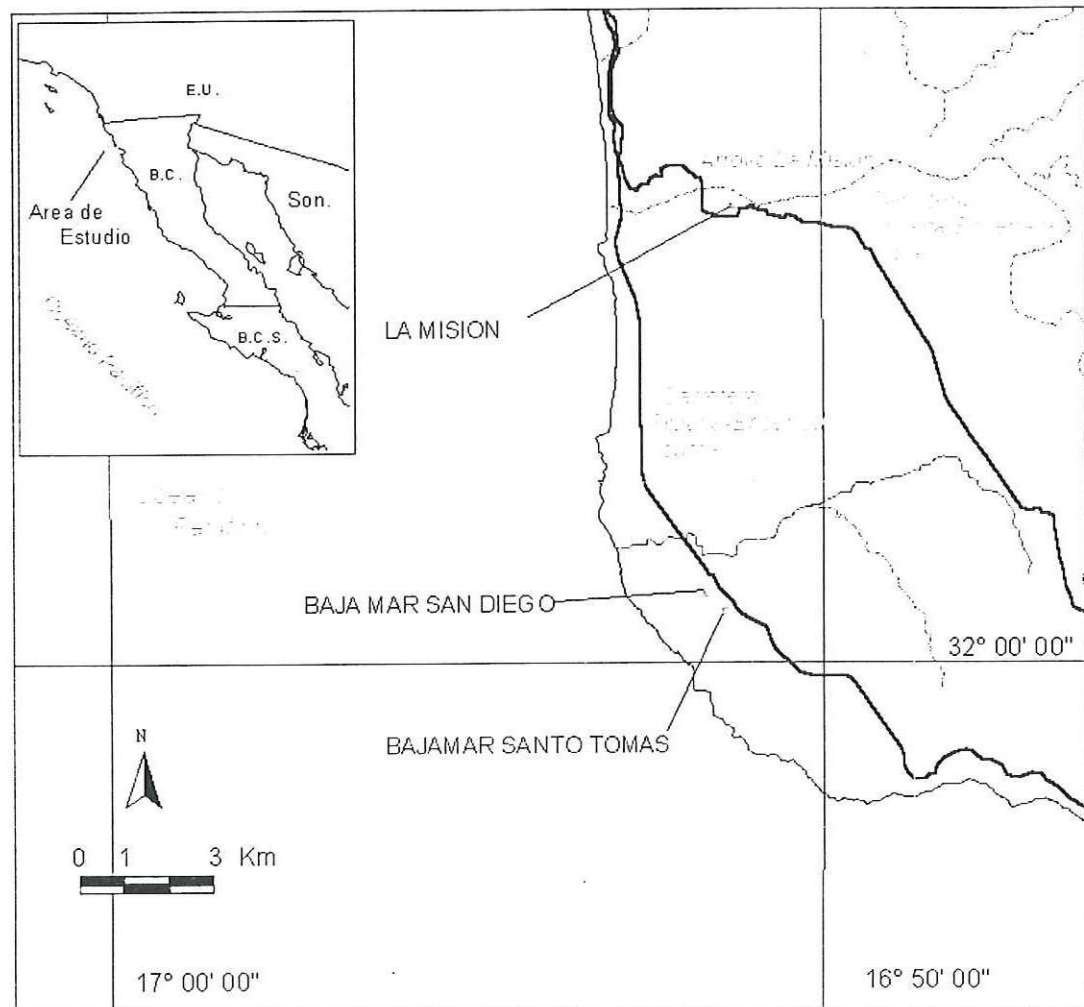 E.U.
B.C.
Son.
Area de
Estudio
B.C.S.
LA MISION
BAJA MAR SAN DIEGO
32° 00' 00"
BAJAMAR SANTO TOMAS
N
0 1 3 Km
17° 00' 00"
16° 50' 00"